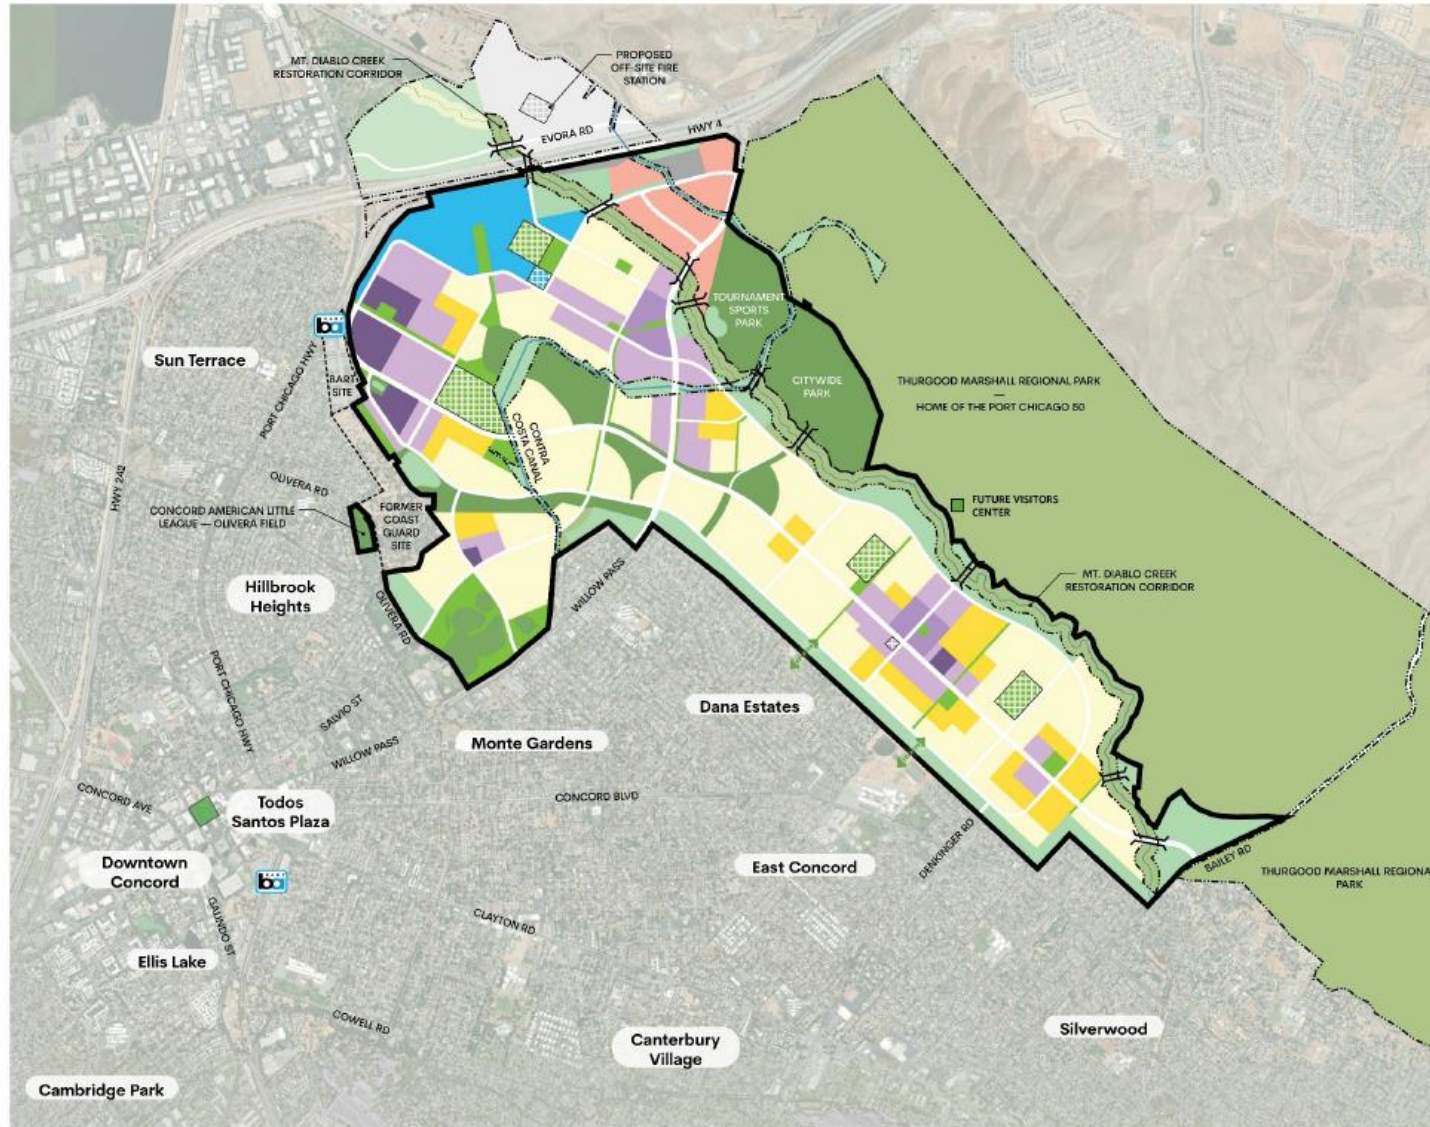 MT. DIABLO CREEK
RESTORATION CORRIDOR
PROPOSED
OFF-SITE FIRE
STATION
EVORA RD
HWY 4
BART
ba
Sun Terrace
PORT CHICAGO HWY
BART
SITE
TOURNAMENT
SPORTS
PARK
CITYWIDE
PARK
THURGOOD MARSHALL REGIONAL PARK
—
HOME OF THE PORT CHICAGO 50
CONTRA
COSTA CANAL
HWY 242
OLIVERA RD
CONCORD AMERICAN LITTLE
LEAGUE — OLIVERA FIELD
FORMER
COAST
GUARD
SITE
FUTURE VISITORS
CENTER
MT. DIABLO CREEK
RESTORATION CORRIDOR
Hillbrook
Heights
OLIVERA RD
WILLOW PASS
PORT CHICAGO HWY
SALVIO ST
WILLOW PASS
Dana Estates
Monte Gardens
CONCORD AVE
Todos
Santos Plaza
CONCORD BLVD
Downtown
Concord
BART
ba
East Concord
DENKINGER RD
BAILEY RD
THURGOOD MARSHALL REGIONA
PARK
GALINDO ST
CLAYTON RD
Ellis Lake
COWELL RD
Canterbury
Village
Silverwood
Cambridge Park